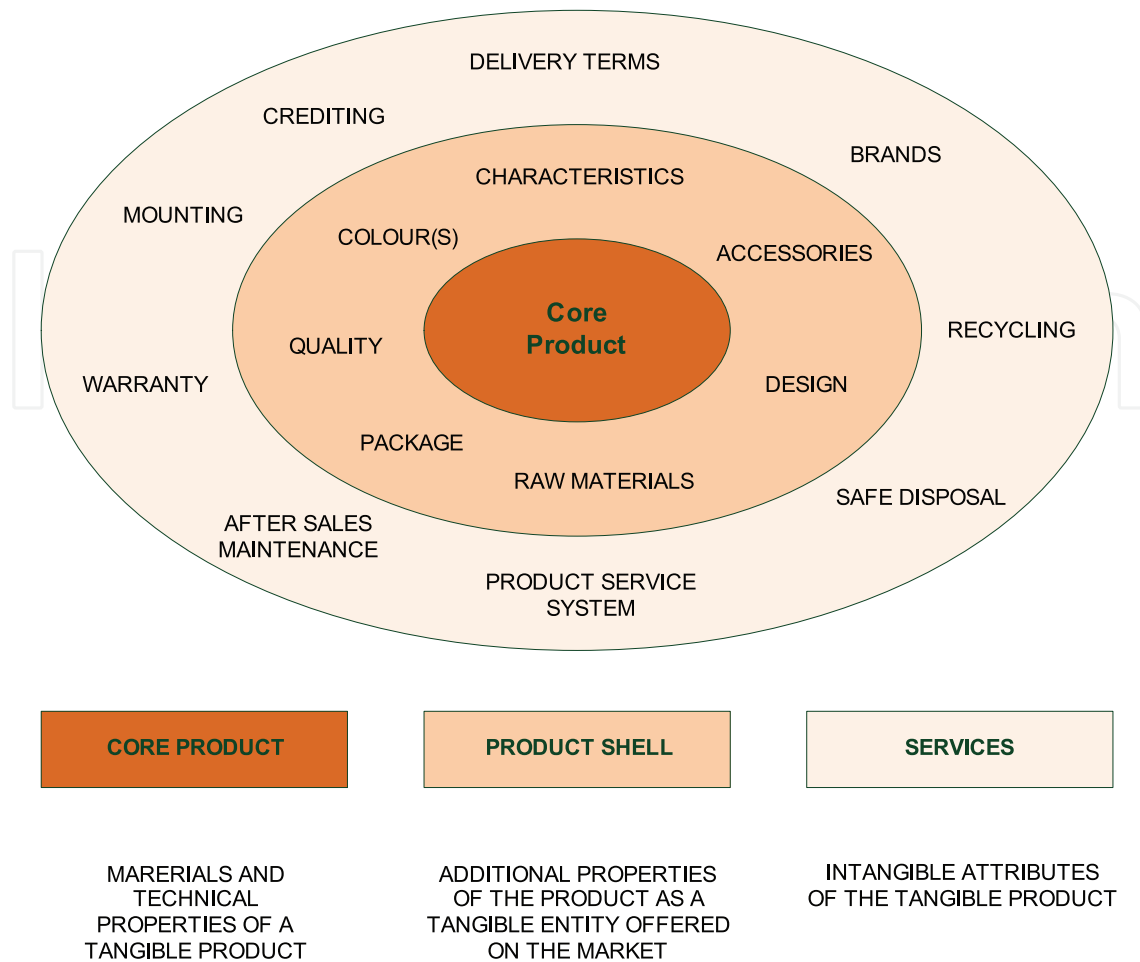 DELIVERY TERMS
CREDITING
BRANDS
CHARACTERISTICS
MOUNTING
COLOUR(S)
ACCESSORIES
Core
Product
RECYCLING
QUALITY
WARRANTY
DESIGN
PACKAGE
RAW MATERIALS
SAFE DISPOSAL
AFTER SALES
MAINTENANCE
PRODUCT SERVICE
SYSTEM
CORE PRODUCT
PRODUCT SHELL
SERVICES
MARERIALS AND
TECHNICAL
PROPERTIES OF A
TANGIBLE PRODUCT
ADDITIONAL PROPERTIES
OF THE PRODUCT AS A
TANGIBLE ENTITY OFFERED
ON THE MARKET
INTANGIBLE ATTRIBUTES
OF THE TANGIBLE PRODUCT